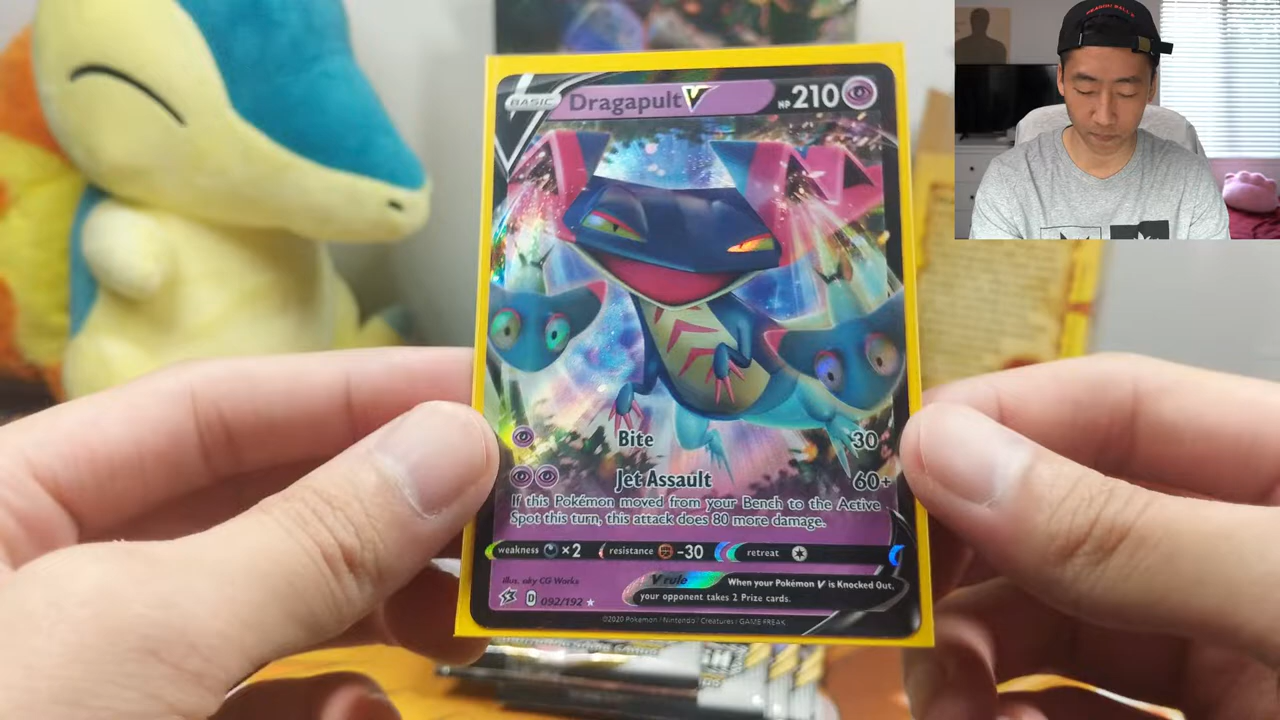 BASIC Dragapult V HP 210
Bite 30
Jet Assault 60+
If this Pokémon moved from your Bench to the Active
Spot this turn, this attack does 80 more damage.
weakness ×2 resistance -30 retreat
V rule When your Pokémon V is Knocked Out,
your opponent takes 2 Prize cards.
illus. aky CG Works
D 092/192
©2020 Pokémon / Nintendo / Creatures / GAME FREAK